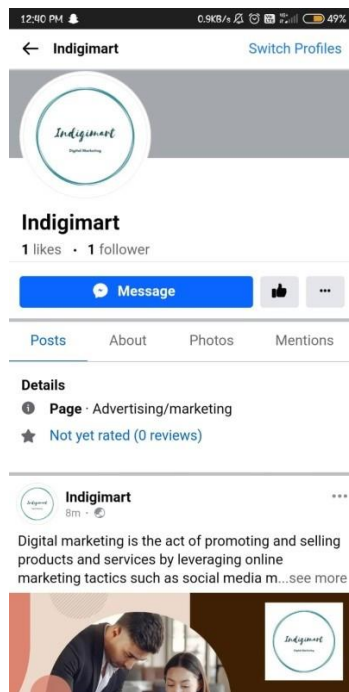 12:40 PM 0.9KB/s 49%
Indigimart Switch Profiles
Indigimart
Digital Marketing
Indigimart
1 likes · 1 follower
Message
Posts About Photos Mentions
Details
Page · Advertising/marketing
Not yet rated (0 reviews)
Indigimart
Indigimart
8m ·
Digital marketing is the act of promoting and selling
products and services by leveraging online
marketing tactics such as social media m...see more
Indigimart
Digital Marketing